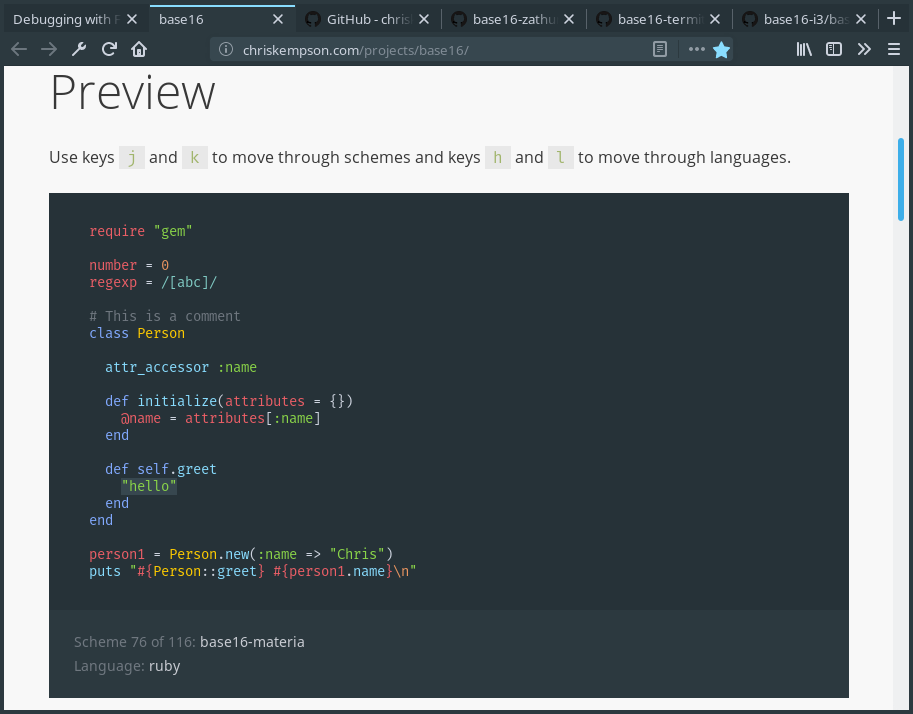 Debugging with F
base16
GitHub - chris
base16-zathu
base16-termi
base16-i3/bas
chriskempson.com/projects/base16/
Preview
Use keys j and k to move through schemes and keys h and l to move through languages.
require "gem"
number = 0
regexp = /[abc]/
# This is a comment
class Person
attr_accessor :name
def initialize(attributes = {})
@name = attributes[:name]
end
def self.greet
"hello"
end
end
person1 = Person.new(:name => "Chris")
puts "#{Person::greet} #{person1.name}\n"
Scheme 76 of 116: base16-materia
Language: ruby